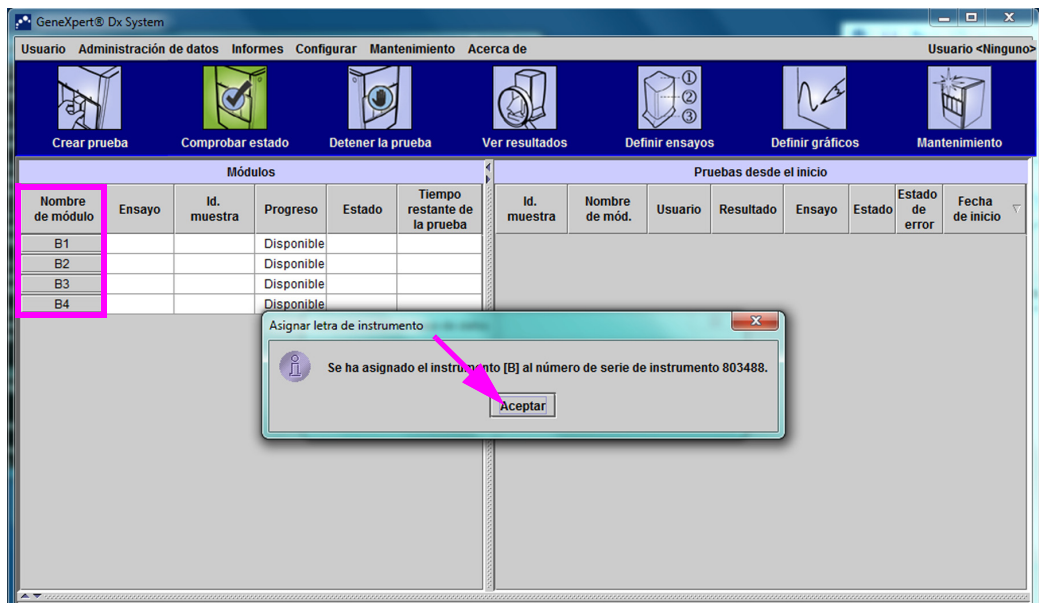 GeneXpert® Dx System
Usuario Administración de datos Informes Configurar Mantenimiento Acerca de Usuario <Ninguno>
Crear prueba Comprobar estado Detener la prueba Ver resultados Definir ensayos Definir gráficos Mantenimiento
Módulos
Nombre de módulo Ensayo Id. muestra Progreso Estado Tiempo restante de la prueba
B1 Disponible
B2 Disponible
B3 Disponible
B4 Disponible
Pruebas desde el inicio
Id. muestra Nombre de mód. Usuario Resultado Ensayo Estado Estado de error Fecha de inicio
Asignar letra de instrumento
Se ha asignado el instrumento [B] al número de serie de instrumento 803488.
Aceptar